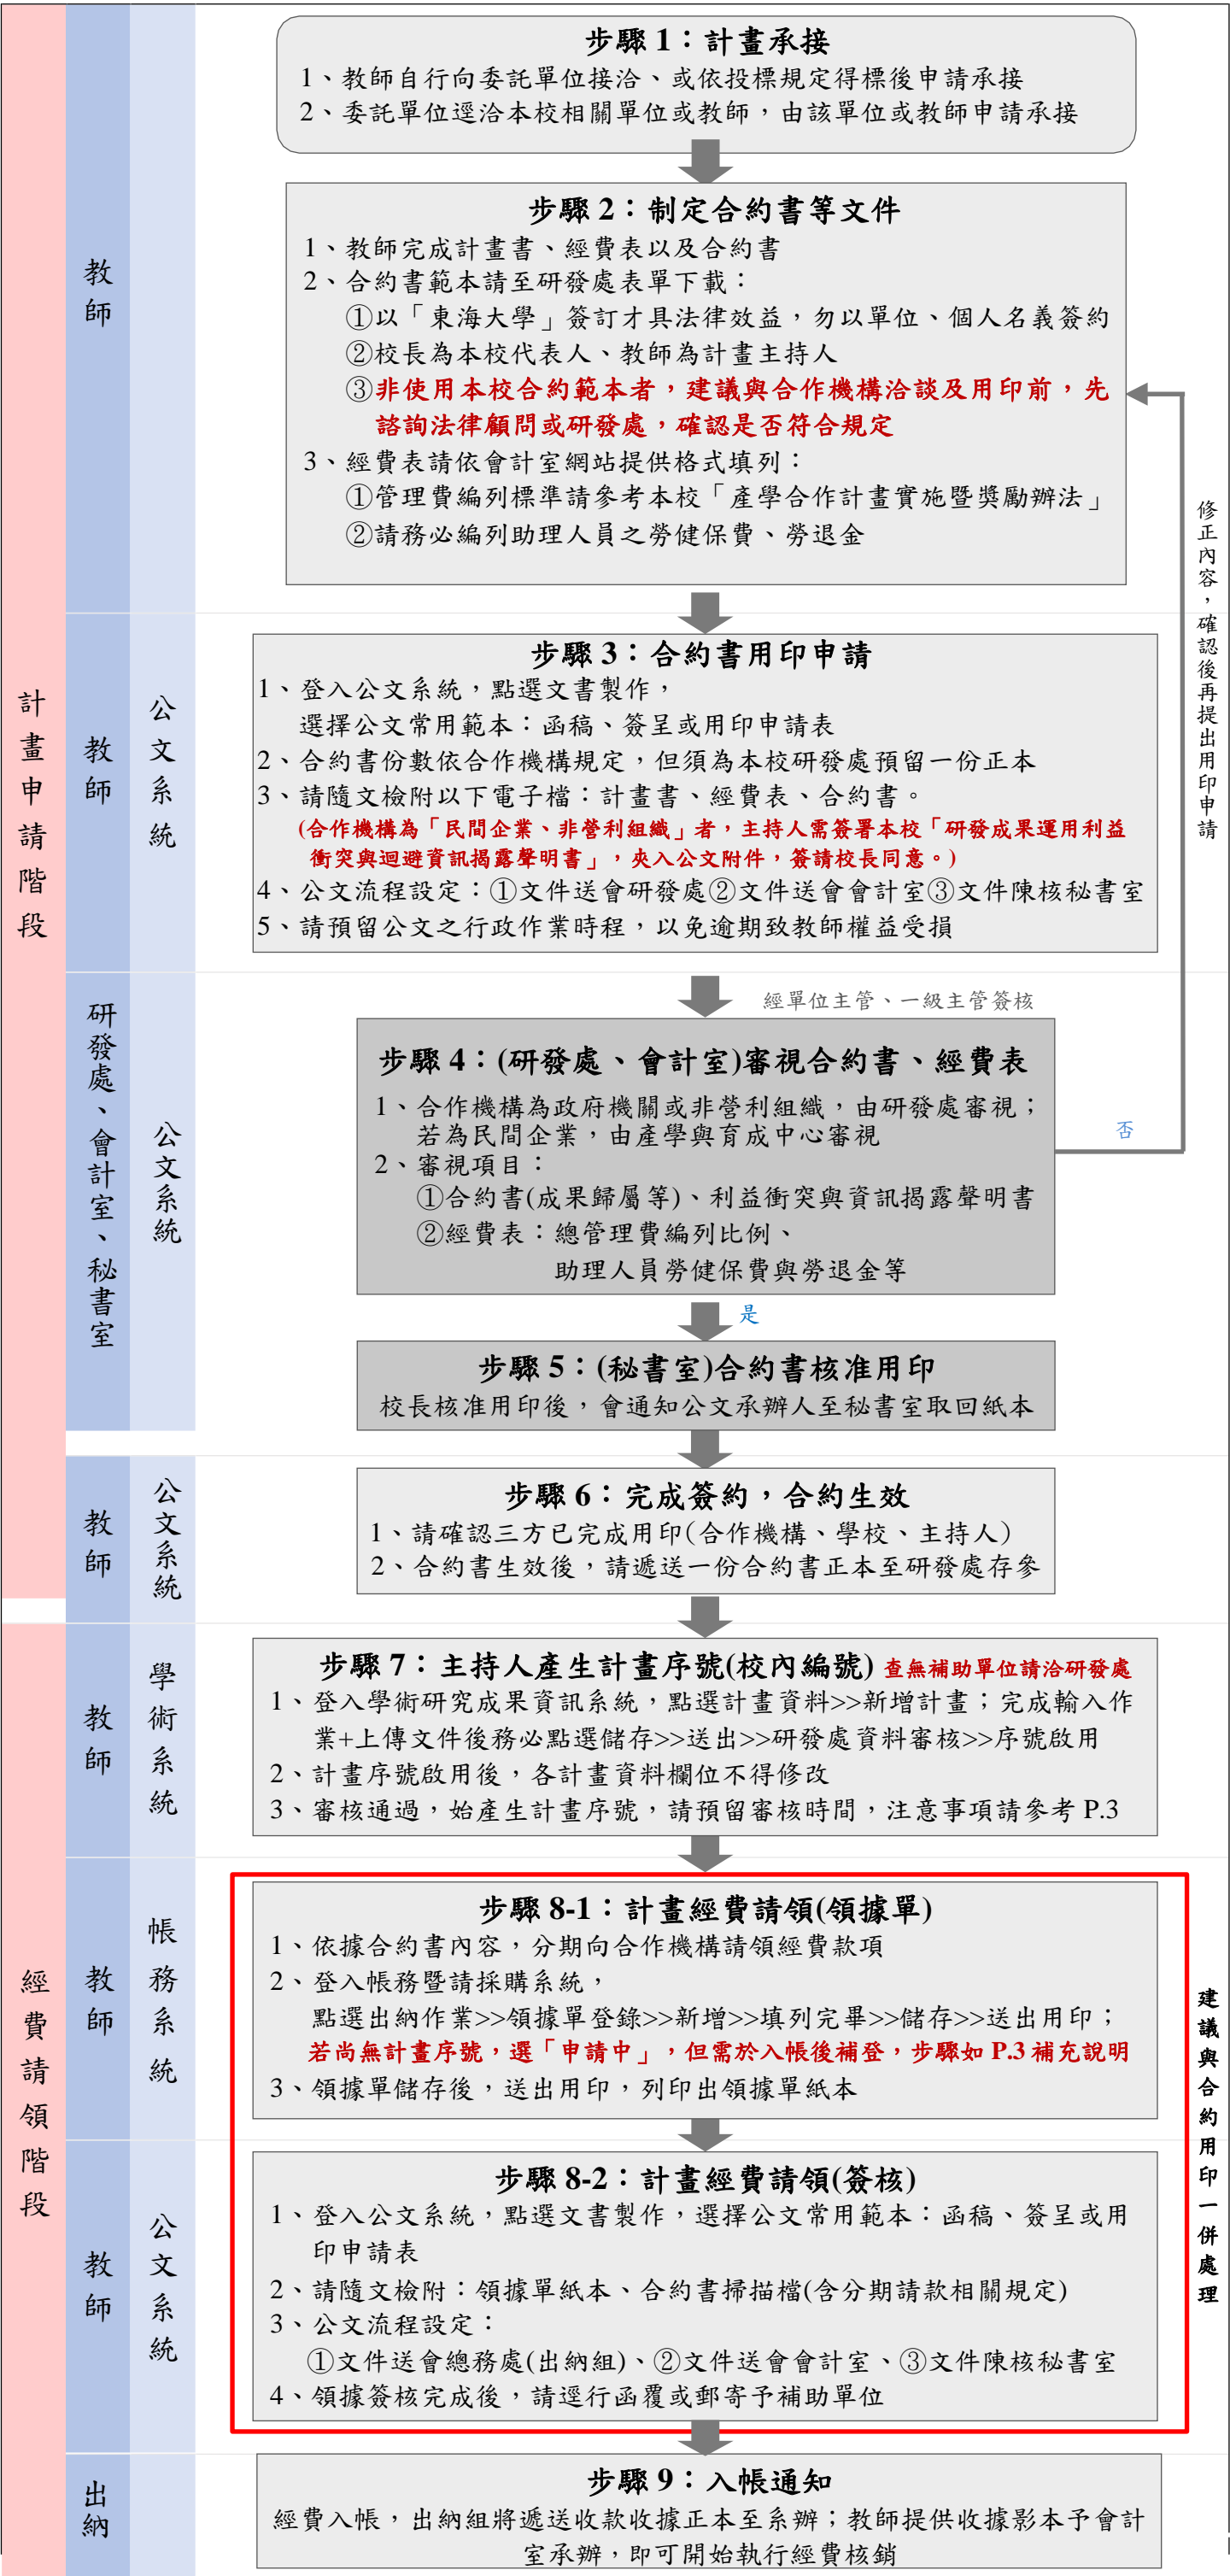 計畫申請階段
教師
步驟 1：計畫承接
1、教師自行向委託單位接洽、或依投標規定得標後申請承接
2、委託單位逕洽本校相關單位或教師，由該單位或教師申請承接
步驟 2：制定合約書等文件
1、教師完成計畫書、經費表以及合約書
2、合約書範本請至研發處表單下載：
①以「東海大學」簽訂才具法律效益，勿以單位、個人名義簽約
②校長為本校代表人、教師為計畫主持人
③非使用本校合約範本者，建議與合作機構洽談及用印前，先
諮詢法律顧問或研發處，確認是否符合規定
3、經費表請依會計室網站提供格式填列：
①管理費編列標準請參考本校「產學合作計畫實施暨獎勵辦法」
②請務必編列助理人員之勞健保費、勞退金
修正內容，確認後再提出用印申請
教師
公文系統
步驟 3：合約書用印申請
1、登入公文系統，點選文書製作，
選擇公文常用範本：函稿、簽呈或用印申請表
2、合約書份數依合作機構規定，但須為本校研發處預留一份正本
3、請隨文檢附以下電子檔：計畫書、經費表、合約書。
(合作機構為「民間企業、非營利組織」者，主持人需簽署本校「研發成果運用利益
衝突與迴避資訊揭露聲明書」，夾入公文附件，簽請校長同意。)
4、公文流程設定：①文件送會研發處②文件送會會計室③文件陳核秘書室
5、請預留公文之行政作業時程，以免逾期致教師權益受損
研發處、會計室、秘書室
公文系統
經單位主管、一級主管簽核
步驟 4：(研發處、會計室)審視合約書、經費表
1、合作機構為政府機關或非營利組織，由研發處審視；
若為民間企業，由產學與育成中心審視
2、審視項目：
①合約書(成果歸屬等)、利益衝突與資訊揭露聲明書
②經費表：總管理費編列比例、
助理人員勞健保費與勞退金等
否
是
步驟 5：(秘書室)合約書核准用印
校長核准用印後，會通知公文承辦人至秘書室取回紙本
教師
公文系統
步驟 6：完成簽約，合約生效
1、請確認三方已完成用印(合作機構、學校、主持人)
2、合約書生效後，請遞送一份合約書正本至研發處存參
經費請領階段
教師
學術系統
步驟 7：主持人產生計畫序號(校內編號) 查無補助單位請洽研發處
1、登入學術研究成果資訊系統，點選計畫資料>>新增計畫；完成輸入作
業+上傳文件後務必點選儲存>>送出>>研發處資料審核>>序號啟用
2、計畫序號啟用後，各計畫資料欄位不得修改
3、審核通過，始產生計畫序號，請預留審核時間，注意事項請參考 P.3
教師
帳務系統
步驟 8-1：計畫經費請領(領據單)
1、依據合約書內容，分期向合作機構請領經費款項
2、登入帳務暨請採購系統，
點選出納作業>>領據單登錄>>新增>>填列完畢>>儲存>>送出用印；
若尚無計畫序號，選「申請中」，但需於入帳後補登，步驟如 P.3 補充說明
3、領據單儲存後，送出用印，列印出領據單紙本
建議與合約用印一併處理
教師
公文系統
步驟 8-2：計畫經費請領(簽核)
1、登入公文系統，點選文書製作，選擇公文常用範本：函稿、簽呈或用
印申請表
2、請隨文檢附：領據單紙本、合約書掃描檔(含分期請款相關規定)
3、公文流程設定：
①文件送會總務處(出納組)、②文件送會會計室、③文件陳核秘書室
4、領據簽核完成後，請逕行函覆或郵寄予補助單位
出納
步驟 9：入帳通知
經費入帳，出納組將遞送收款收據正本至系辦；教師提供收據影本予會計
室承辦，即可開始執行經費核銷